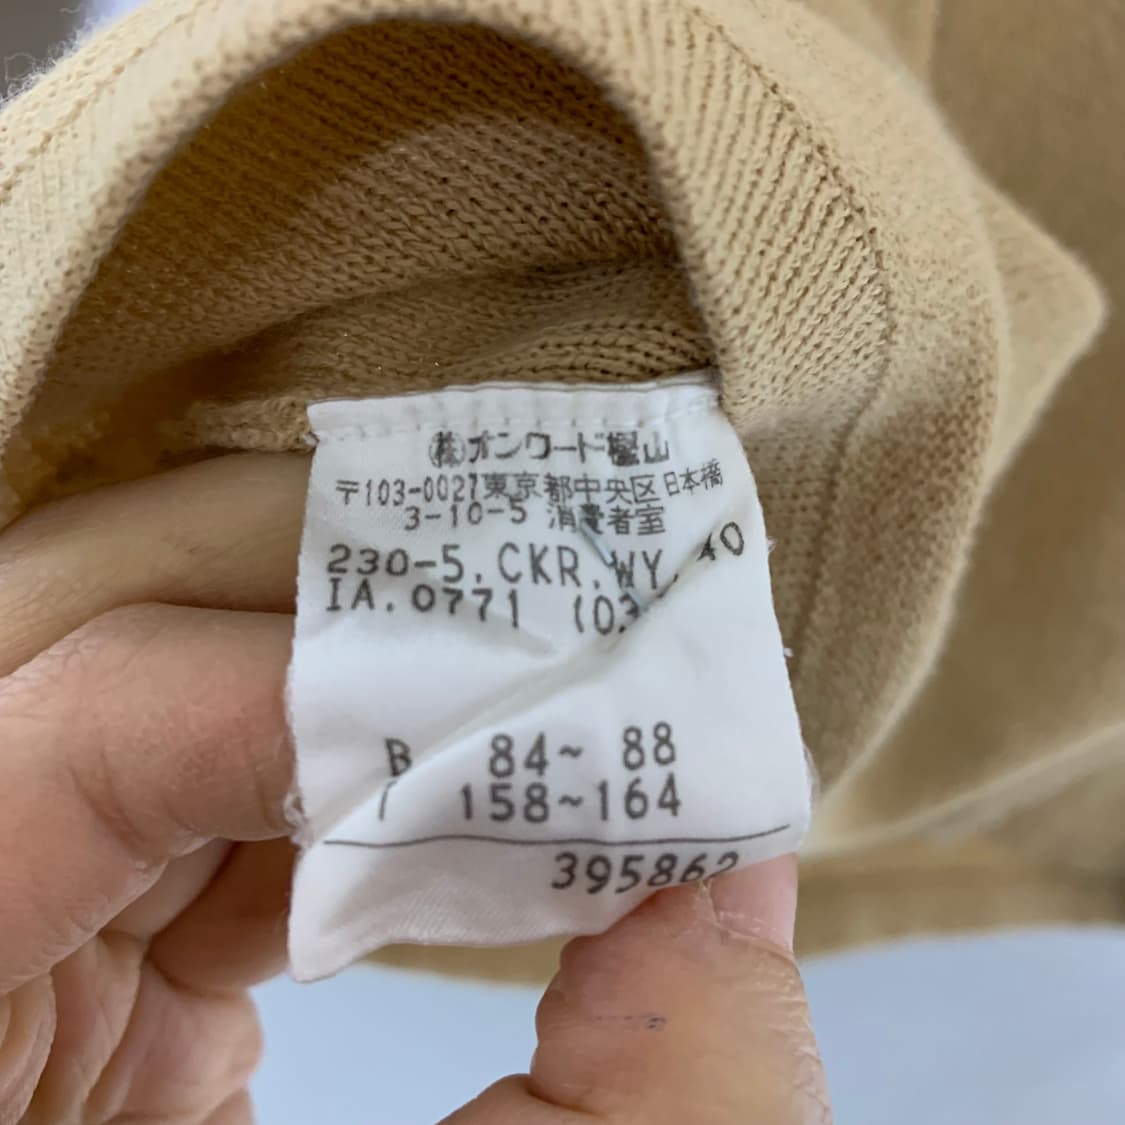 ㈱オンワード樫山
〒103-0027東京都中央区日本橋
3-10-5 消費者室
230-5.CKR.WY. 40
IA.0771 (03
B 84~ 88
158~164
395862